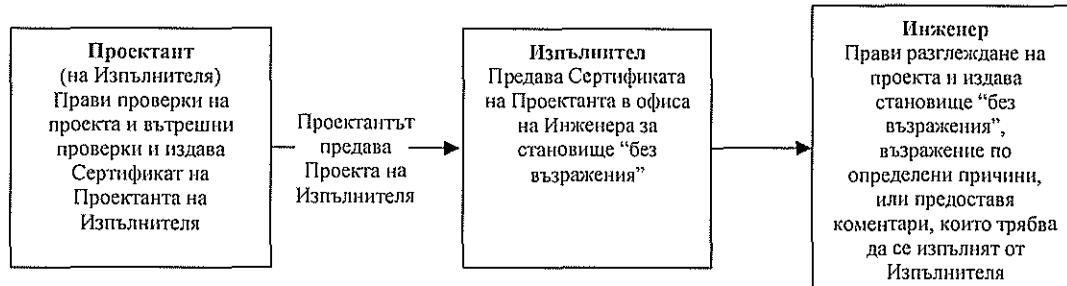 Проектант
(на Изпълнителя)
Прави проверки на
проекта и вътрешни
проверки и издава
Сертификат на
Проектанта на
Изпълнителя
Проектантът
предава
Проекта на
Изпълнителя
Изпълнител
Предава Сертификата
на Проектанта в офиса
на Инженера за
становище “без
възражения”
Инженер
Прави разглеждане на
проекта и издава
становище “без
възражения”,
възражение по
определени причини,
или предоставя
коментари, които трябва
да се изпълнят от
Изпълнителя